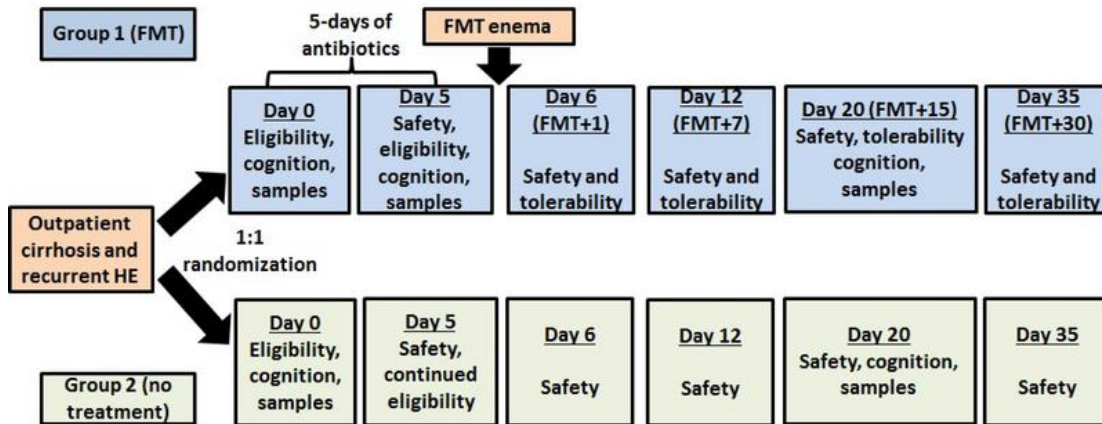 Group 1 (FMT)
5-days of
antibiotics
FMT enema
Day 0
Eligibility,
cognition,
samples
Day 5
Safety,
eligibility,
cognition,
samples
Day 6
(FMT+1)
Safety and
tolerability
Day 12
(FMT+7)
Safety and
tolerability
Day 20 (FMT+15)
Safety, tolerability
cognition,
samples
Day 35
(FMT+30)
Safety and
tolerability
Outpatient
cirrhosis and
recurrent HE
1:1
randomization
Group 2 (no
treatment)
Day 0
Eligibility,
cognition,
samples
Day 5
Safety,
continued
eligibility
Day 6
Safety
Day 12
Safety
Day 20
Safety, cognition,
samples
Day 35
Safety